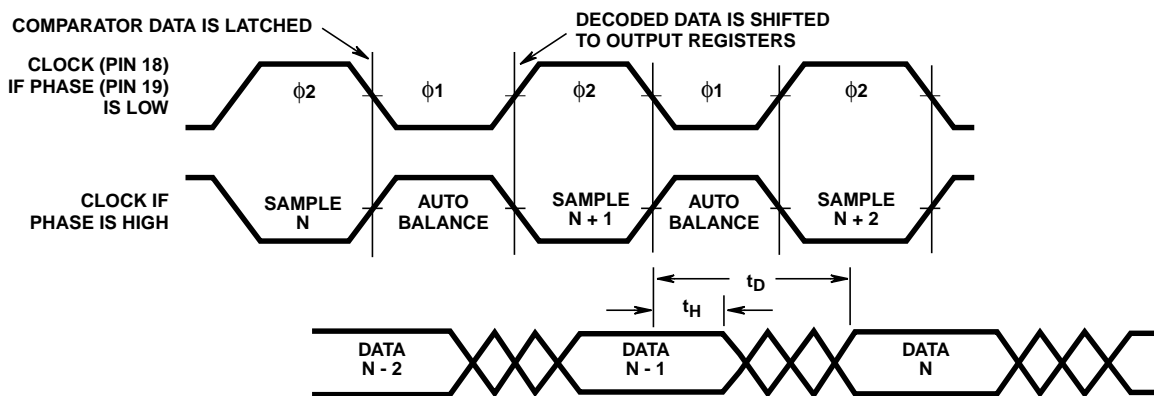 COMPARATOR DATA IS LATCHED
DECODED DATA IS SHIFTED
TO OUTPUT REGISTERS
CLOCK (PIN 18)
IF PHASE (PIN 19)
IS LOW
ϕ2
ϕ1
ϕ2
ϕ1
ϕ2
CLOCK IF
PHASE IS HIGH
SAMPLE
N
AUTO
BALANCE
SAMPLE
N + 1
AUTO
BALANCE
SAMPLE
N + 2
tD
tH
DATA
N - 2
DATA
N - 1
DATA
N